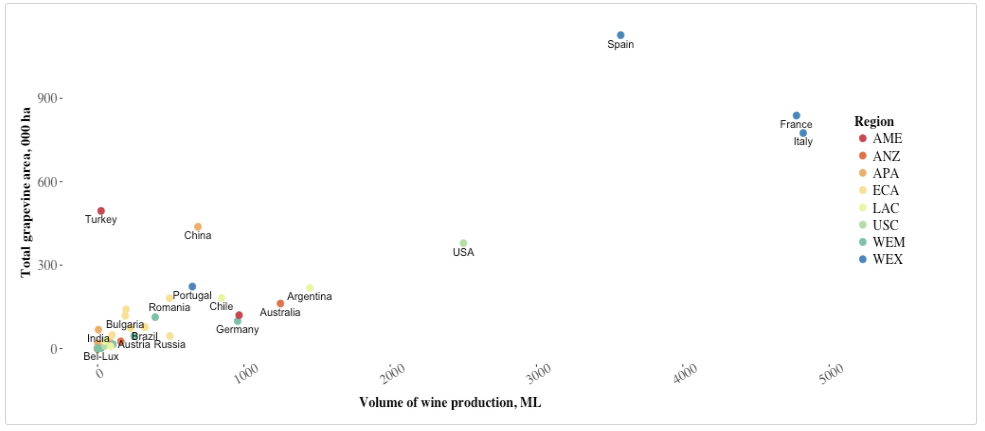 Spain
900
France
Region
Italy
AME
ANZ
APA
600
ECA
Turkey
LAC
China
USC
USA
WEM
WEX
300
Portugal
Argentina
Romania
Chile
Australia
Bulgaria
Germany
India
Brazil
Austria
Russia
0
Bel-Lux
0
1000
2000
3000
4000
5000
Total grapevine area, 000 ha
Volume of wine production, ML